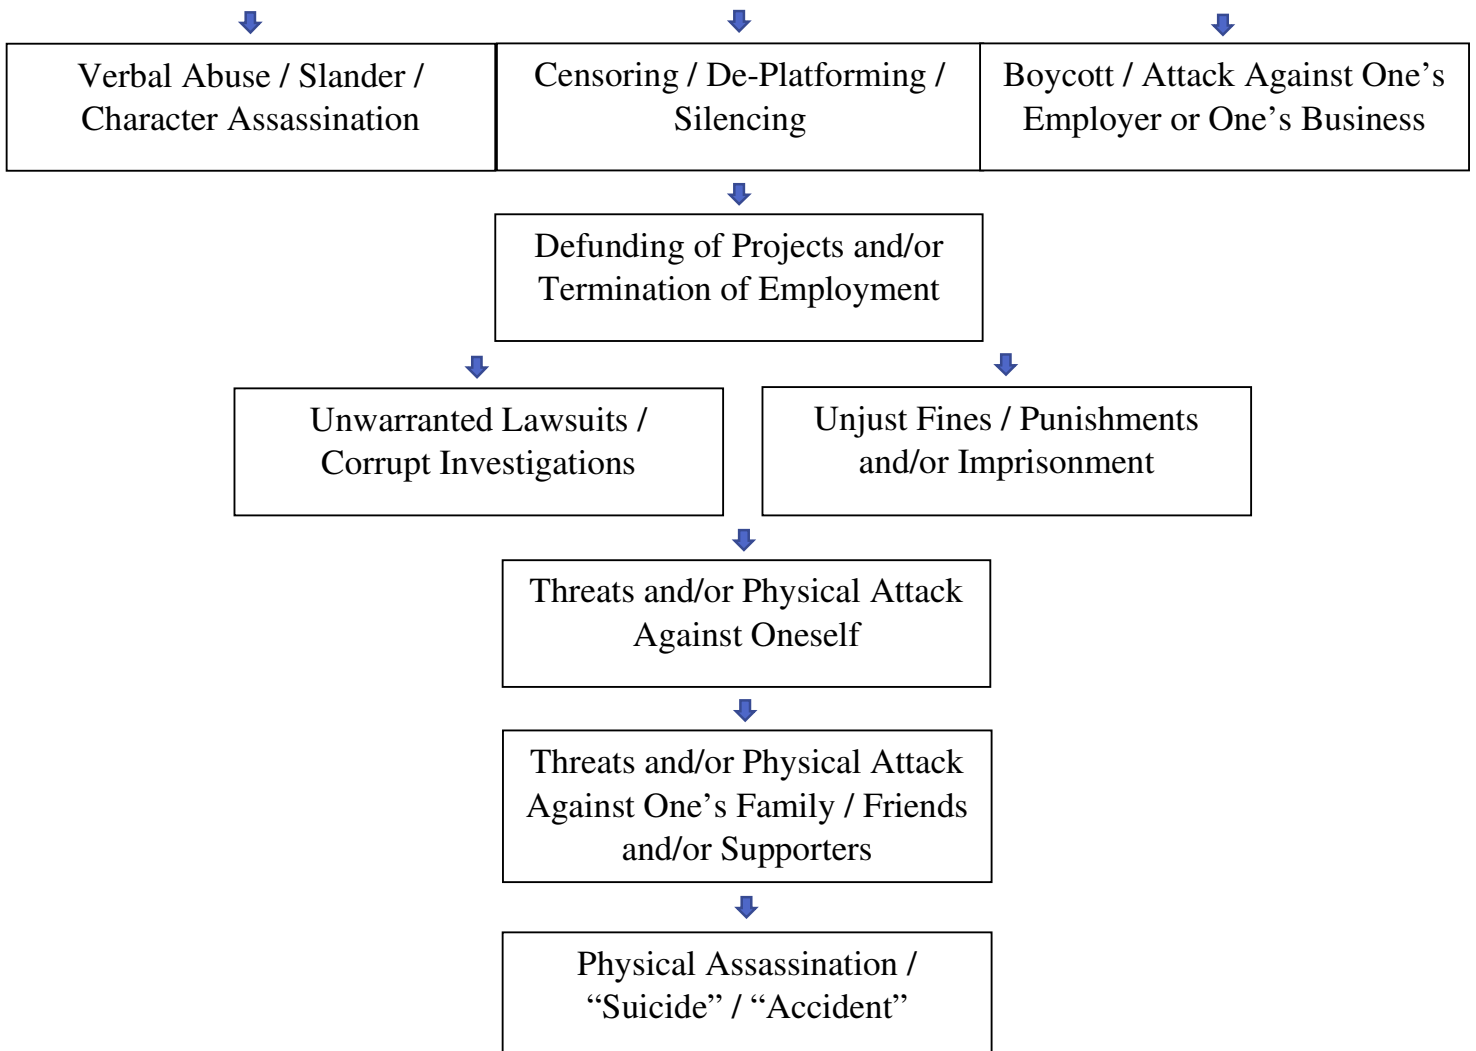 Verbal Abuse / Slander /
Character Assassination
Censoring / De-Platforming /
Silencing
Boycott / Attack Against One’s
Employer or One’s Business
Defunding of Projects and/or
Termination of Employment
Unwarranted Lawsuits /
Corrupt Investigations
Unjust Fines / Punishments
and/or Imprisonment
Threats and/or Physical Attack
Against Oneself
Threats and/or Physical Attack
Against One’s Family / Friends
and/or Supporters
Physical Assassination /
“Suicide” / “Accident”